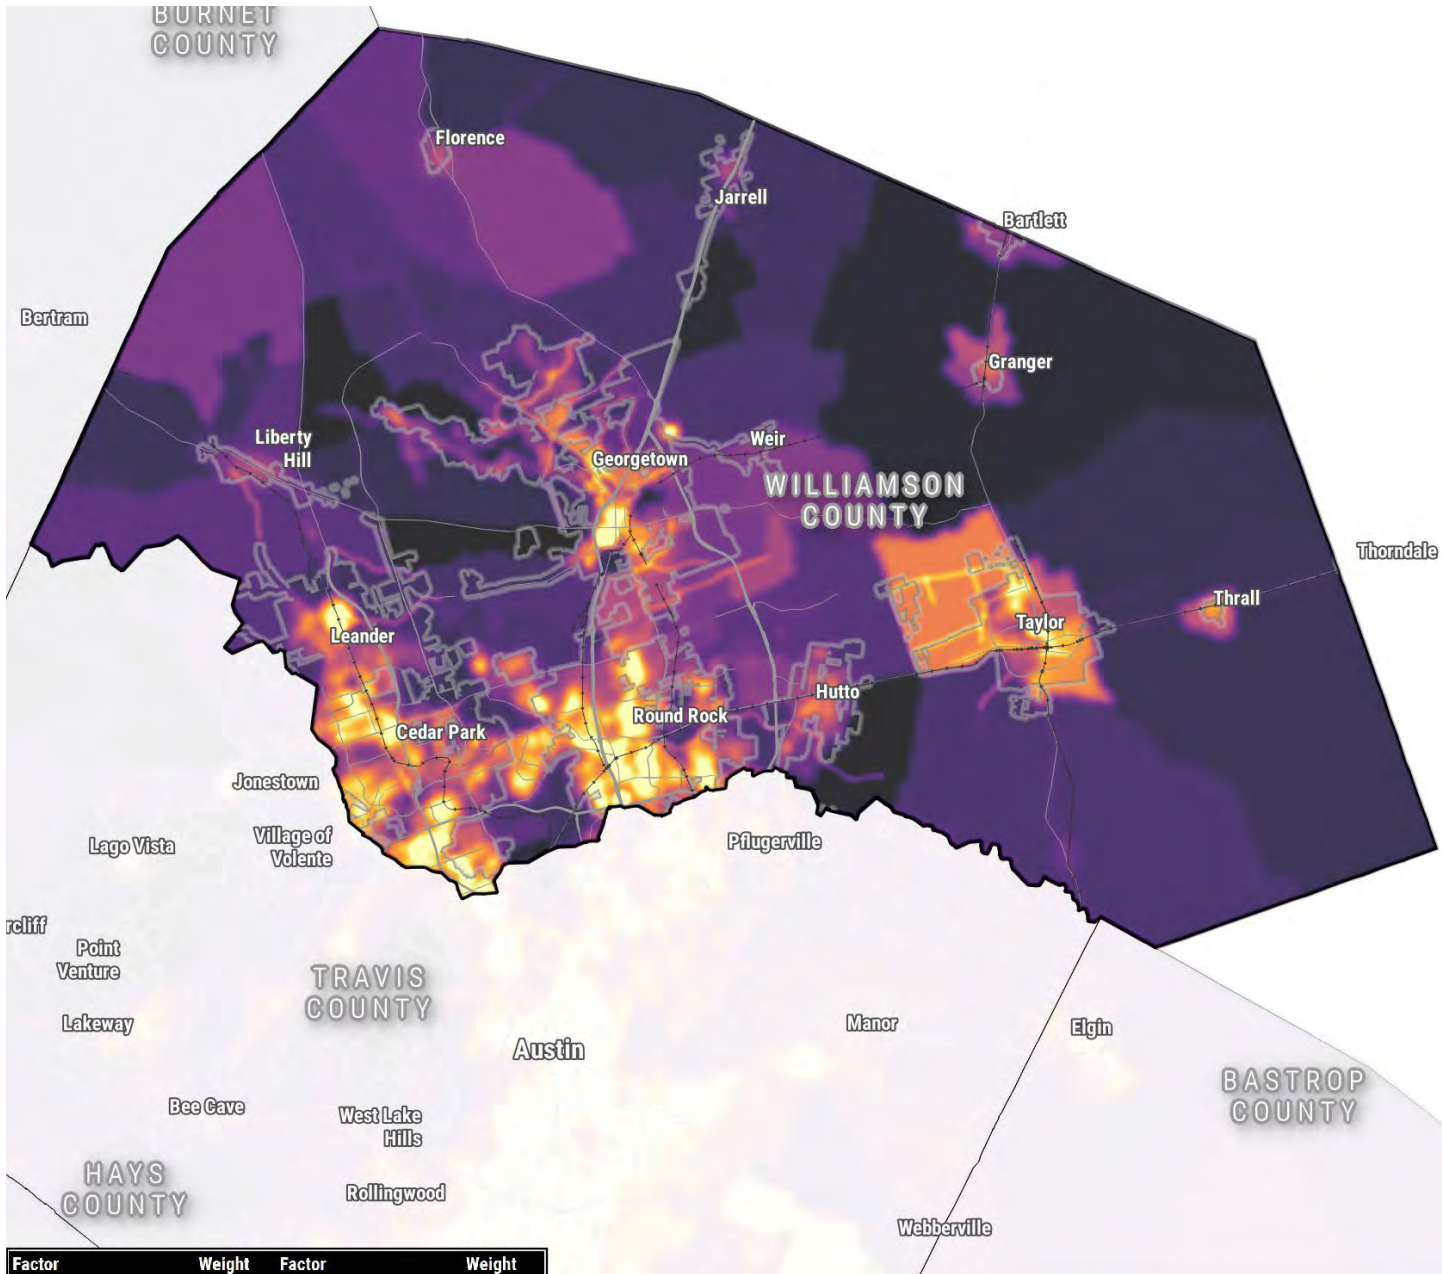 BURNET
COUNTY
Florence
Jarrell
Bartlett
Bertram
Granger
Liberty
Hill
Weir
Georgetown
WILLIAMSON
COUNTY
Thorndale
Thrall
Taylor
Leander
Hutto
Round Rock
Cedar Park
Jonestown
Village of
Volente
Lago Vista
Pflugerville
rcliff
Point
Venture
TRAVIS
COUNTY
Lakeway
Manor
Elgin
Austin
BASTROP
COUNTY
Bee Cave
West Lake
Hills
HAYS
COUNTY
Rollingwood
Webberville
Factor Weight Factor Weight